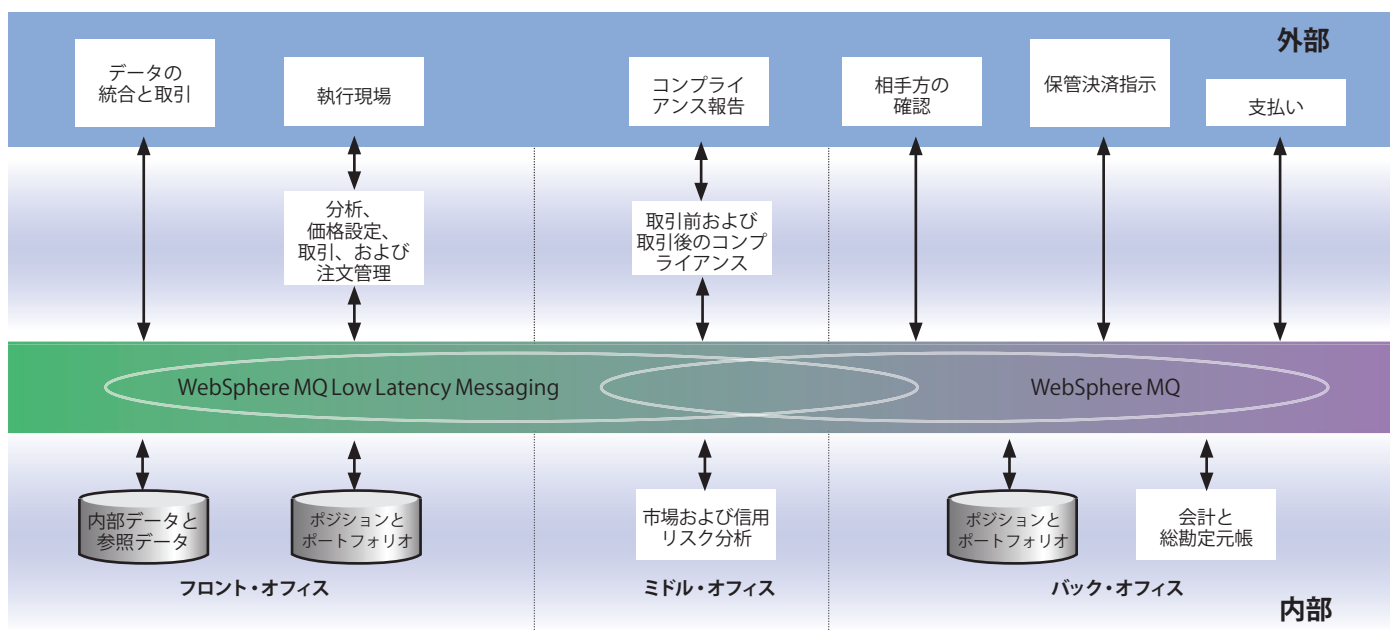 外部
データの
統合と取引
執行現場
コンプライ
アンス報告
相手方の
確認
保管決済指示
支払い
分析、
価格設定、
取引、および
注文管理
取引前および
取引後のコンプ
ライアンス
WebSphere MQ Low Latency Messaging
WebSphere MQ
内部データと
参照データ
ポジションと
ポートフォリオ
市場および信用
リスク分析
ポジションと
ポートフォリオ
会計と
総勘定元帳
フロント・オフィス
ミドル・オフィス
バック・オフィス
内部